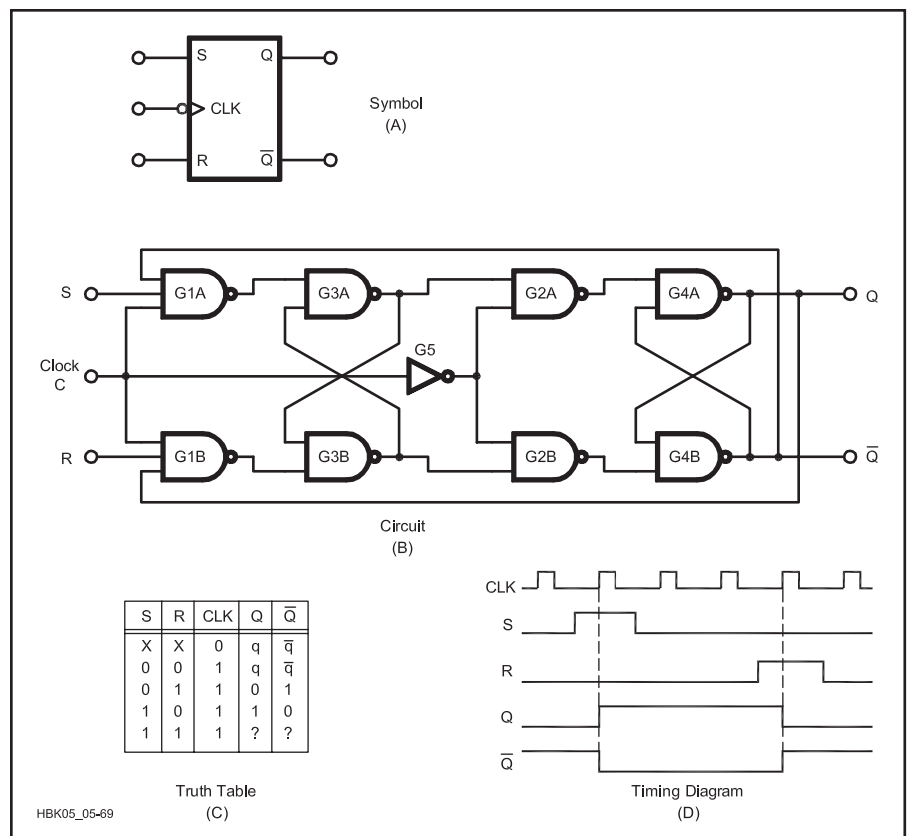 S Q
CLK
R Q̅
Symbol
(A)
G1A G3A G2A G4A
S Q
G5
Clock
C
G1B G3B G2B G4B
R Q̅
Circuit
(B)
S R CLK Q Q̅
X X 0 q q̅
0 0 1 q q̅
0 1 1 0 1
1 0 1 1 0
1 1 1 ? ?
Truth Table
(C)
CLK
S
R
Q
Q̅
Timing Diagram
(D)
HBK05_05-69